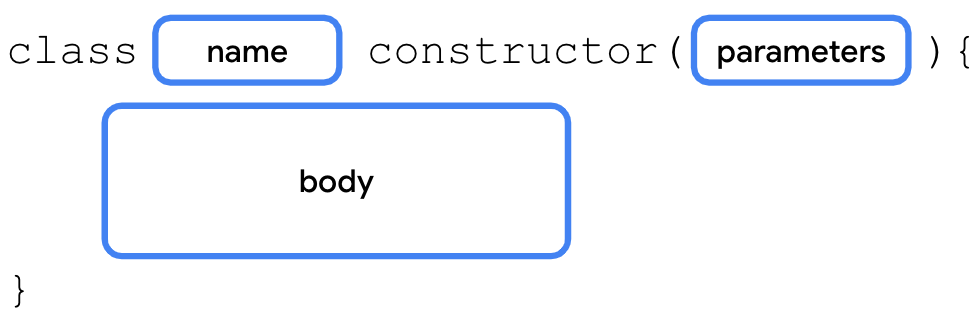 class name constructor( parameters ){
body
}